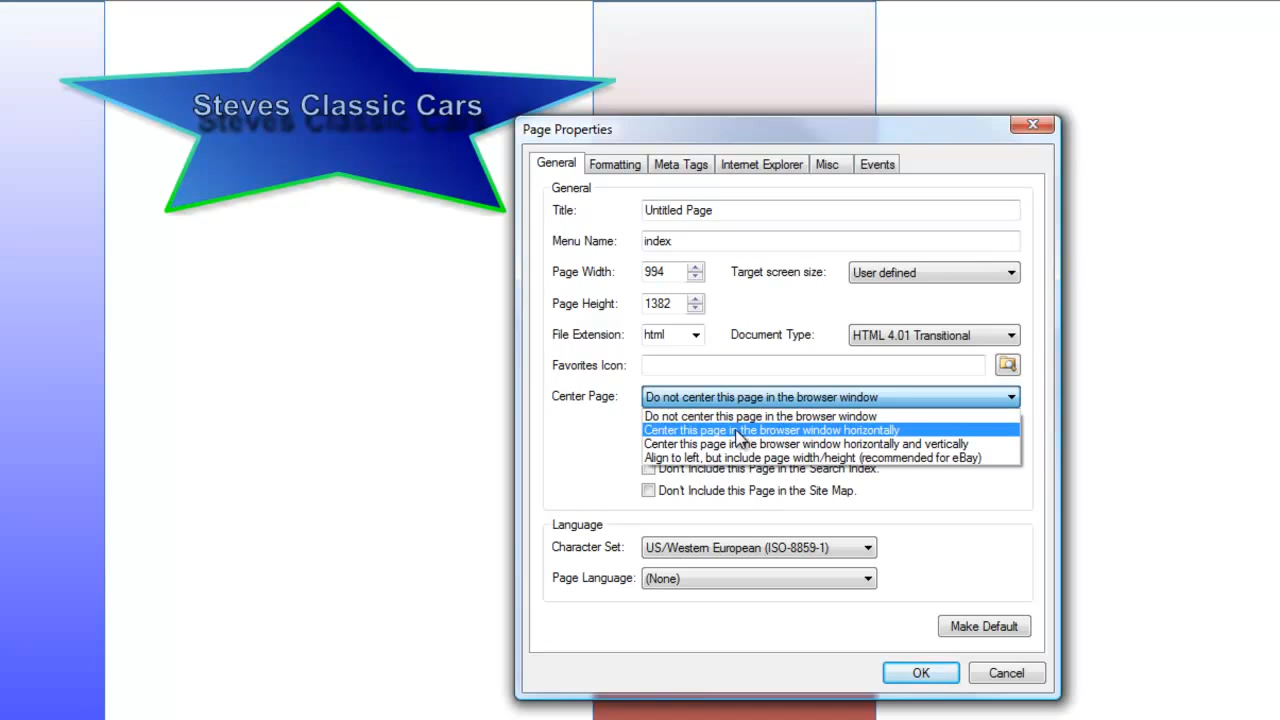 Steves Classic Cars
Page Properties
General Formatting Meta Tags Internet Explorer Misc Events
General
Title: Untitled Page
Menu Name: index
Page Width: 994 Target screen size: User defined
Page Height: 1382
File Extension: html Document Type: HTML 4.01 Transitional
Favorites Icon:
Center Page: Do not center this page in the browser window
Do not center this page in the browser window
Center this page in the browser window horizontally
Center this page in the browser window horizontally and vertically
Align to left, but include page width/height (recommended for eBay)
Don't Include this Page in the Search Index.
Don't Include this Page in the Site Map.
Language
Character Set: US/Western European (ISO-8859-1)
Page Language: (None)
Make Default
OK Cancel